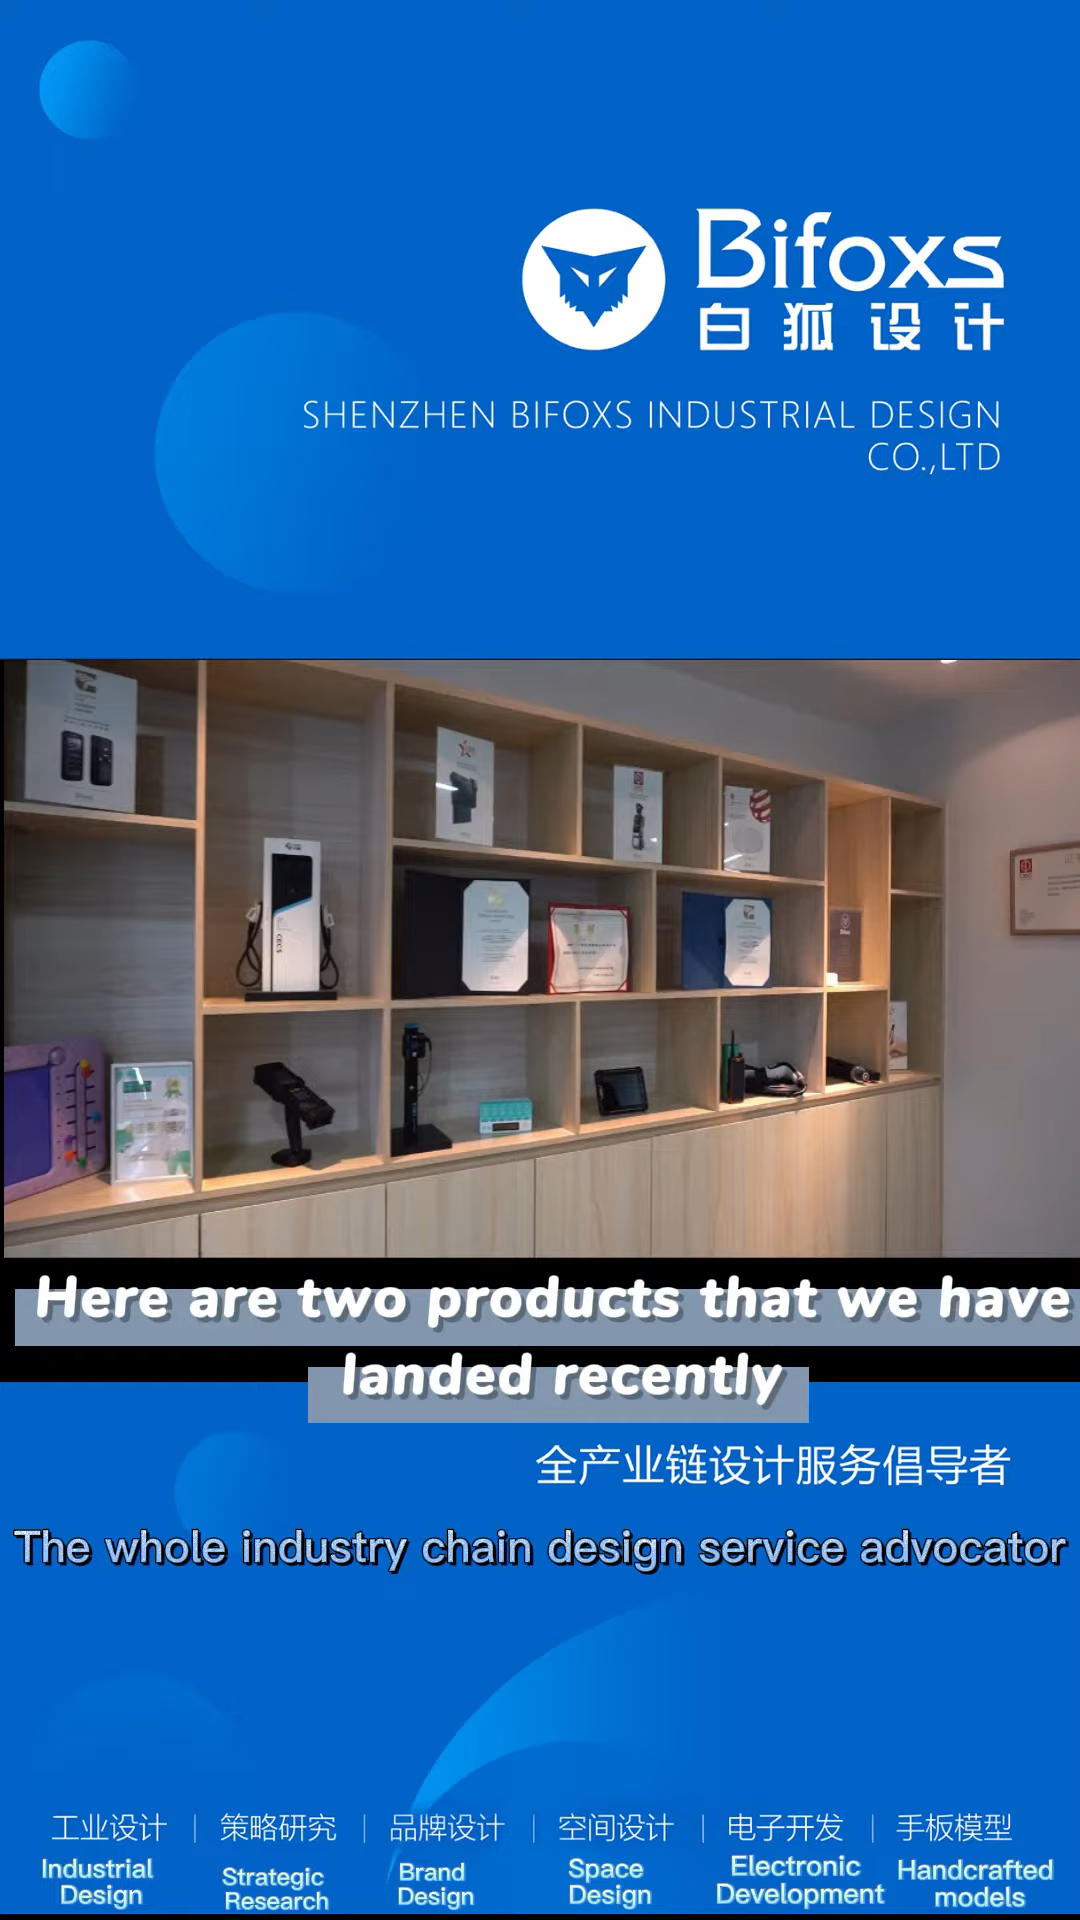 Bifoxs
白狐设计
SHENZHEN BIFOXS INDUSTRIAL DESIGN
CO.,LTD
CECS
Here are two products that we have
landed recently
全产业链设计服务倡导者
The whole industry chain design service advocator
工业设计 | 策略研究 | 品牌设计 | 空间设计 | 电子开发 | 手板模型
Industrial Design
Strategic Research
Brand Design
Space Design
Electronic Development
Handcrafted models